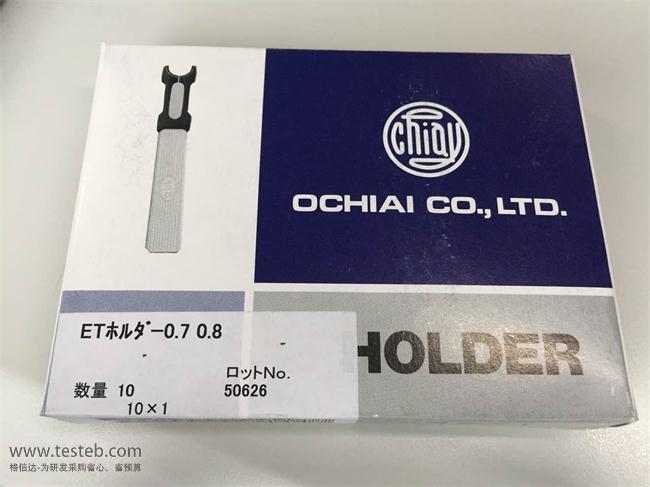 Ochiai
OCHIAI CO., LTD.
HOLDER
ETホルダー0.7 0.8
ロットNo.
数量 10
50626
10×1
www.testeb.com
格信达-为研发采购省心、省预算